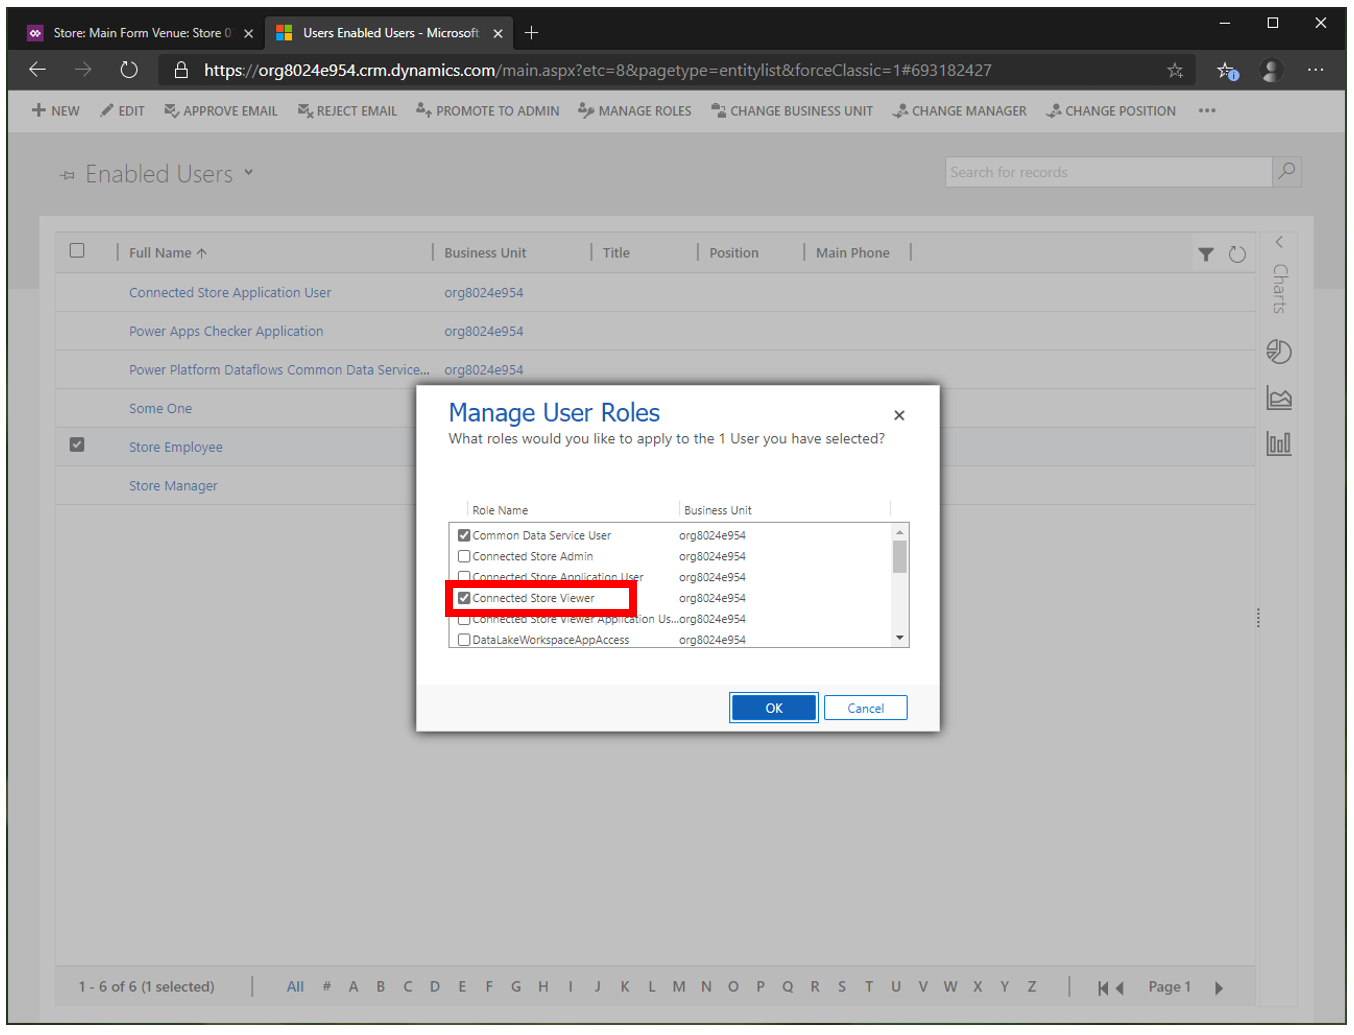 Store: Main Form Venue: Store 0
Users Enabled Users - Microsoft
https://org8024e954.crm.dynamics.com/main.aspx?etc=8&pagetype=entitylist&forceClassic=1#693182427
NEW EDIT APPROVE EMAIL REJECT EMAIL PROMOTE TO ADMIN MANAGE ROLES CHANGE BUSINESS UNIT CHANGE MANAGER CHANGE POSITION
Enabled Users
Search for records
Full Name Business Unit Title Position Main Phone
Charts
Connected Store Application User org8024e954
Power Apps Checker Application org8024e954
Power Platform Dataflows Common Data Service... org8024e954
Some One
Store Employee
Store Manager
Manage User Roles
What roles would you like to apply to the 1 User you have selected?
Role Name Business Unit
Common Data Service User org8024e954
Connected Store Admin org8024e954
Connected Store Application User org8024e954
Connected Store Viewer org8024e954
Connected Store Viewer Application Us... org8024e954
DataLakeWorkspaceAppAccess org8024e954
OK Cancel
1 - 6 of 6 (1 selected) All # A B C D E F G H I J K L M N O P Q R S T U V W X Y Z Page 1